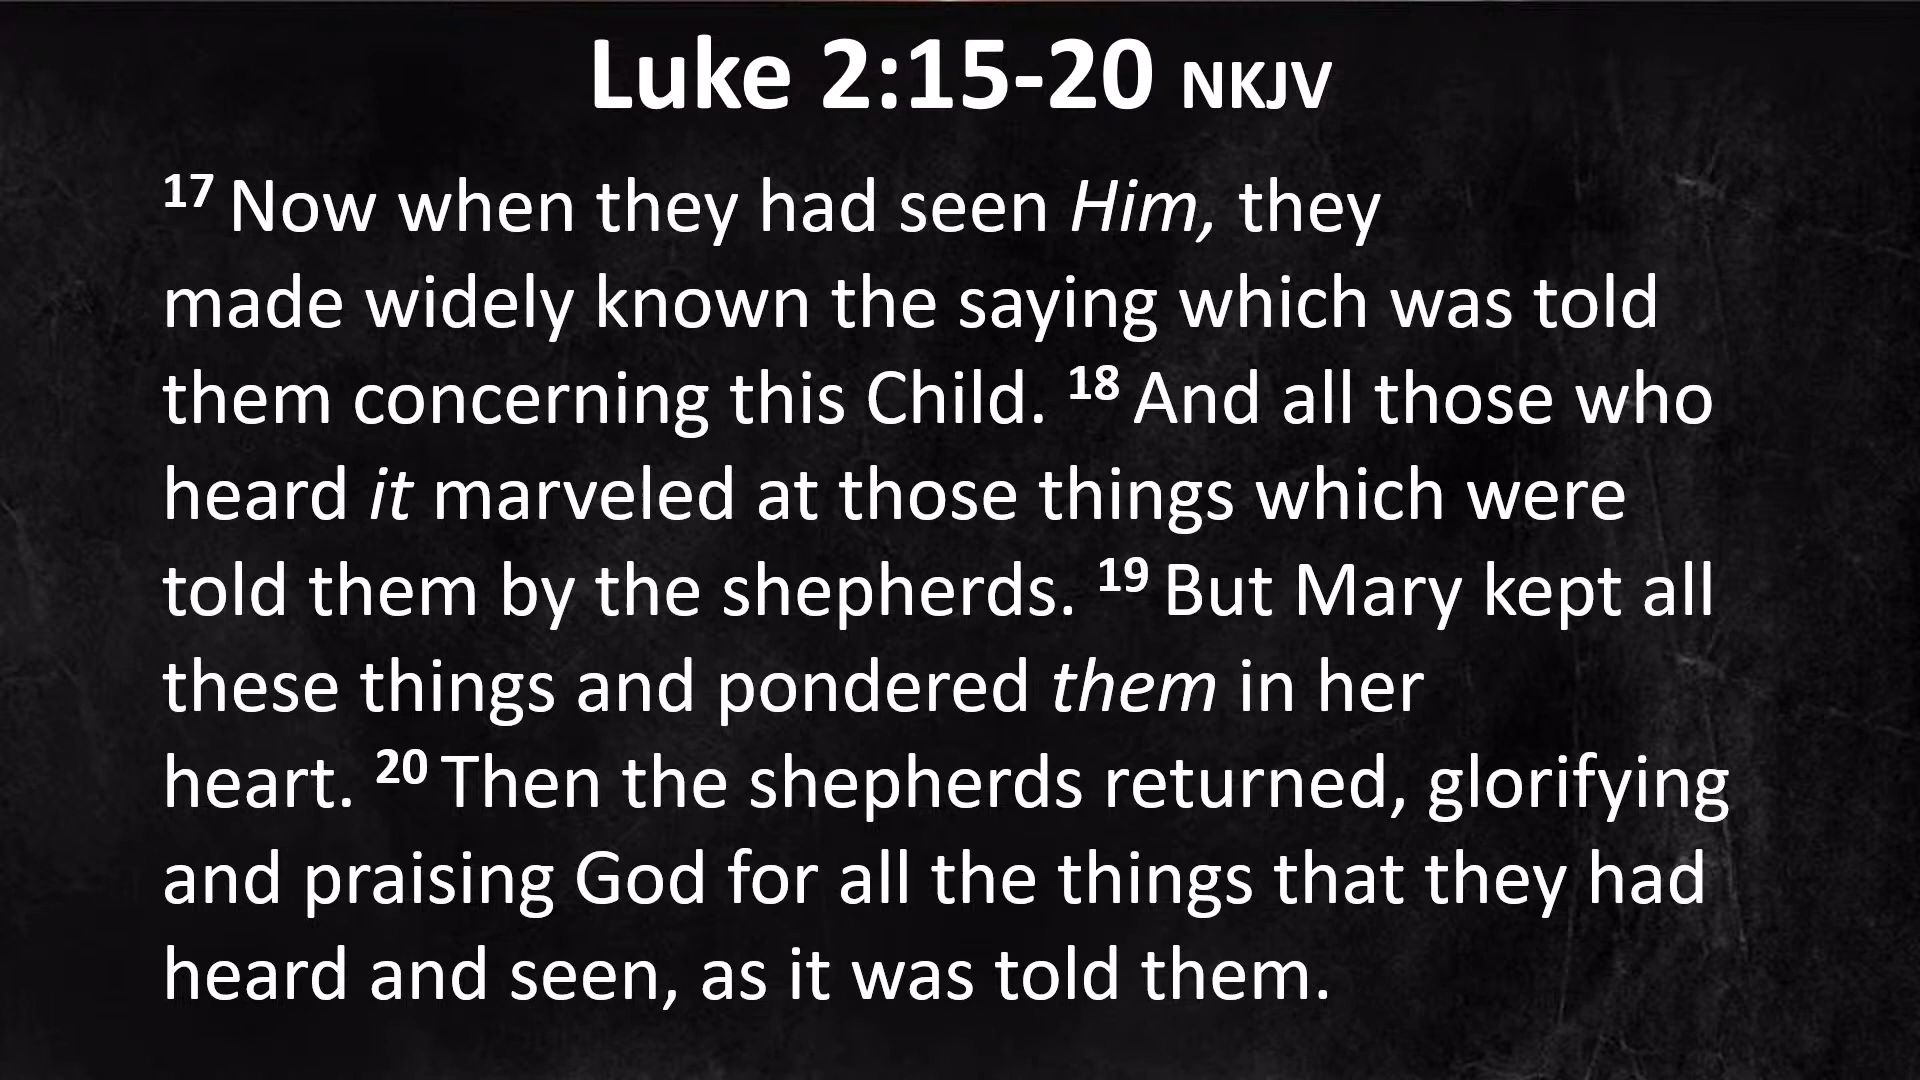 Luke 2:15-20 NKJV
17 Now when they had seen Him, they
made widely known the saying which was told
them concerning this Child. 18 And all those who
heard it marveled at those things which were
told them by the shepherds. 19 But Mary kept all
these things and pondered them in her
heart. 20 Then the shepherds returned, glorifying
and praising God for all the things that they had
heard and seen, as it was told them.